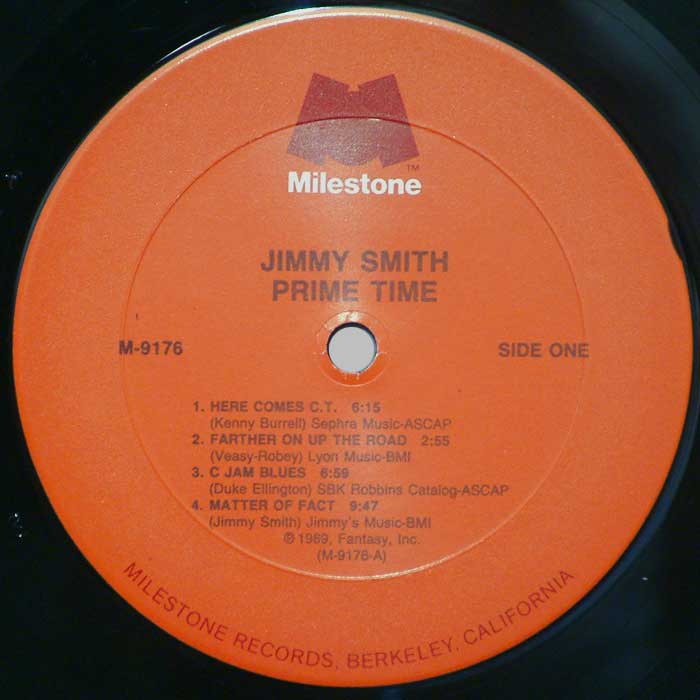 ™
Milestone
JIMMY SMITH
PRIME TIME
M-9176
SIDE ONE
1. HERE COMES C.T. 6:15
(Kenny Burrell) Sephra Music-ASCAP
2. FARTHER ON UP THE ROAD 2:55
(Veasy-Robey) Lyon Music-BMI
3. C JAM BLUES 6:59
(Duke Ellington) SBK Robbins Catalog-ASCAP
4. MATTER OF FACT 9:47
(Jimmy Smith) Jimmy's Music-BMI
© 1989, Fantasy, Inc.
(M-9176-A)
MILESTONE RECORDS, BERKELEY, CALIFORNIA